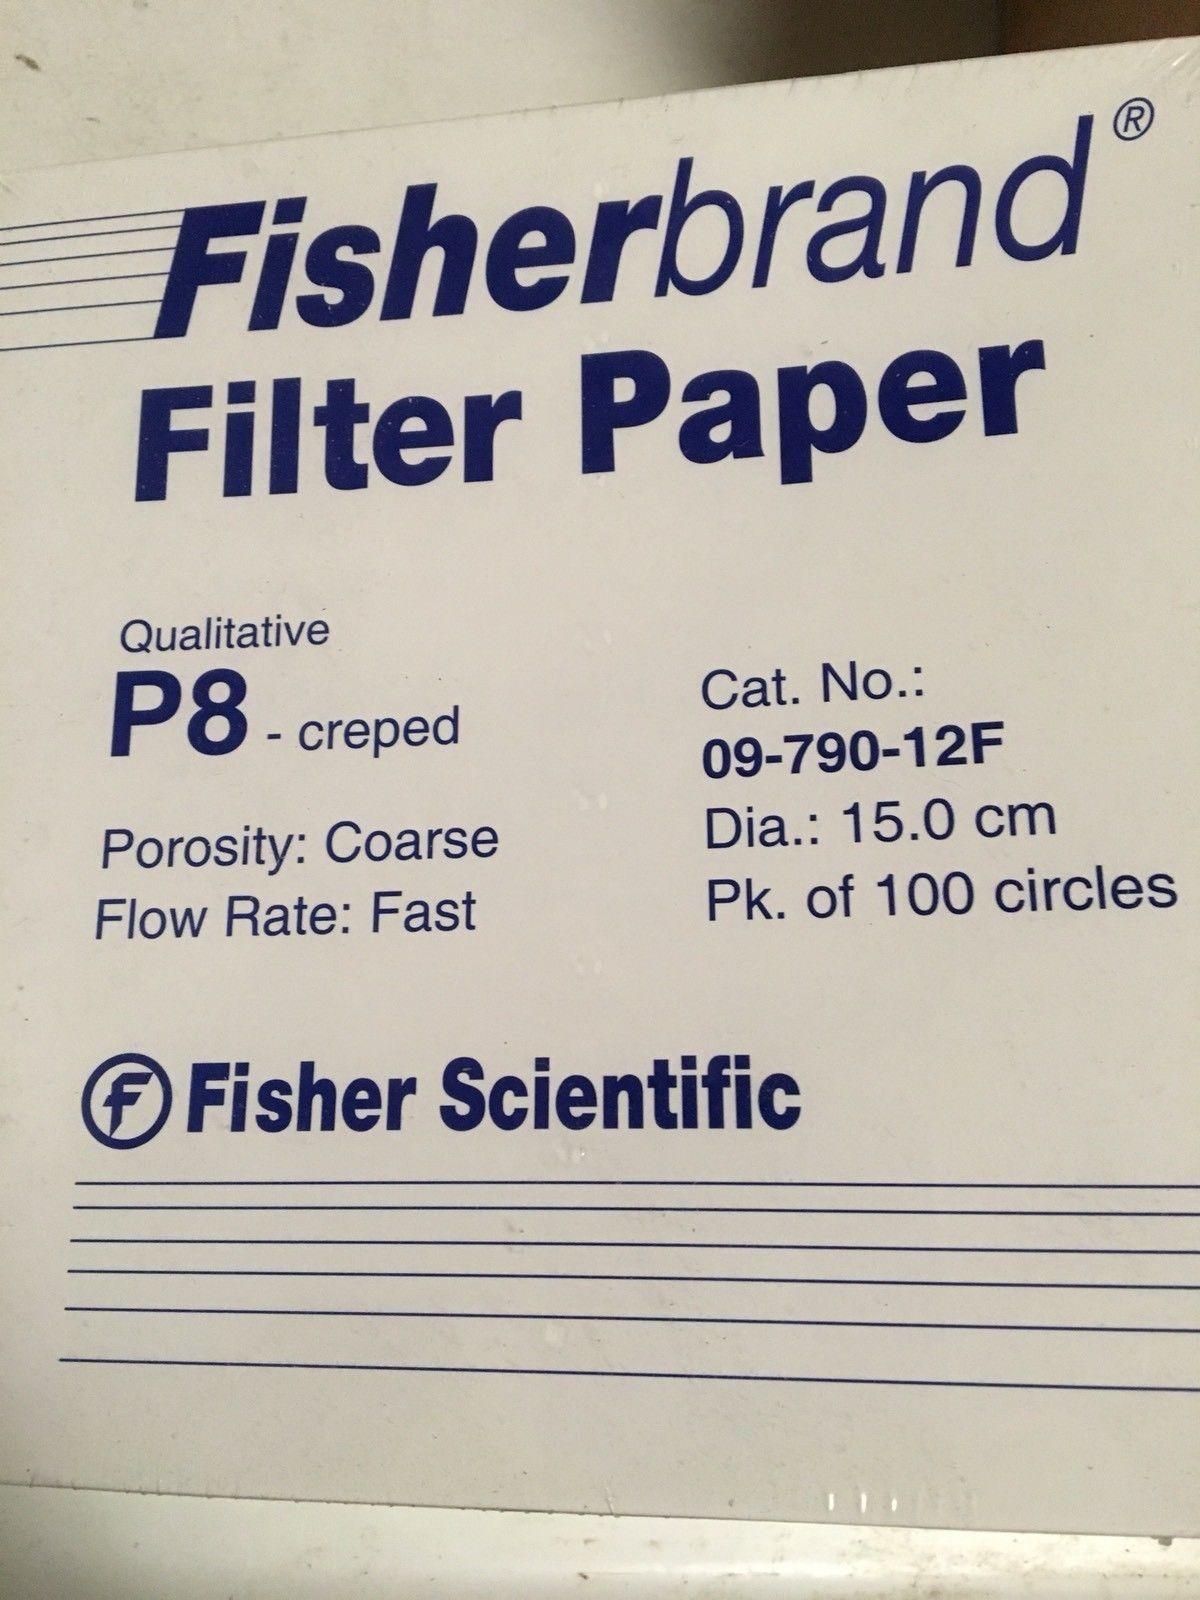 Fisherbrand®
Filter Paper
Qualitative
P8 - creped
Porosity: Coarse
Flow Rate: Fast
Cat. No.:
09-790-12F
Dia.: 15.0 cm
Pk. of 100 circles
F Fisher Scientific